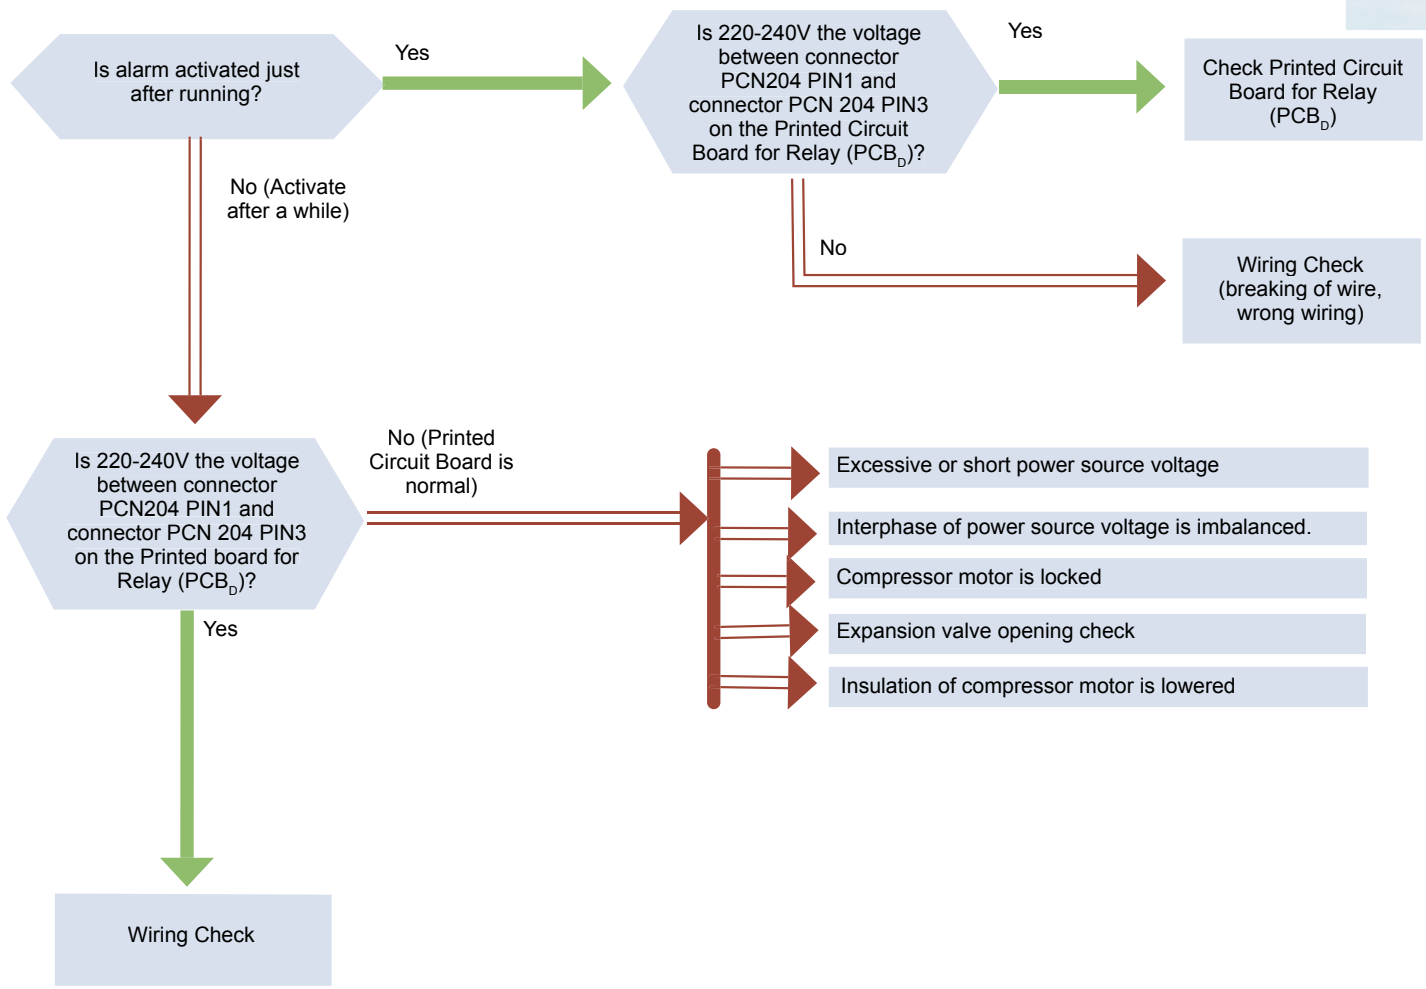 Is alarm activated just
after running?
Yes
Is 220-240V the voltage
between connector
PCN204 PIN1 and
connector PCN 204 PIN3
on the Printed Circuit
Board for Relay (PCB_D)?
Yes
Check Printed Circuit
Board for Relay
(PCB_D)
No (Activate
after a while)
No
Wiring Check
(breaking of wire,
wrong wiring)
Is 220-240V the voltage
between connector
PCN204 PIN1 and
connector PCN 204 PIN3
on the Printed board for
Relay (PCB_D)?
No (Printed
Circuit Board is
normal)
Excessive or short power source voltage
Interphase of power source voltage is imbalanced.
Compressor motor is locked
Expansion valve opening check
Insulation of compressor motor is lowered
Yes
Wiring Check